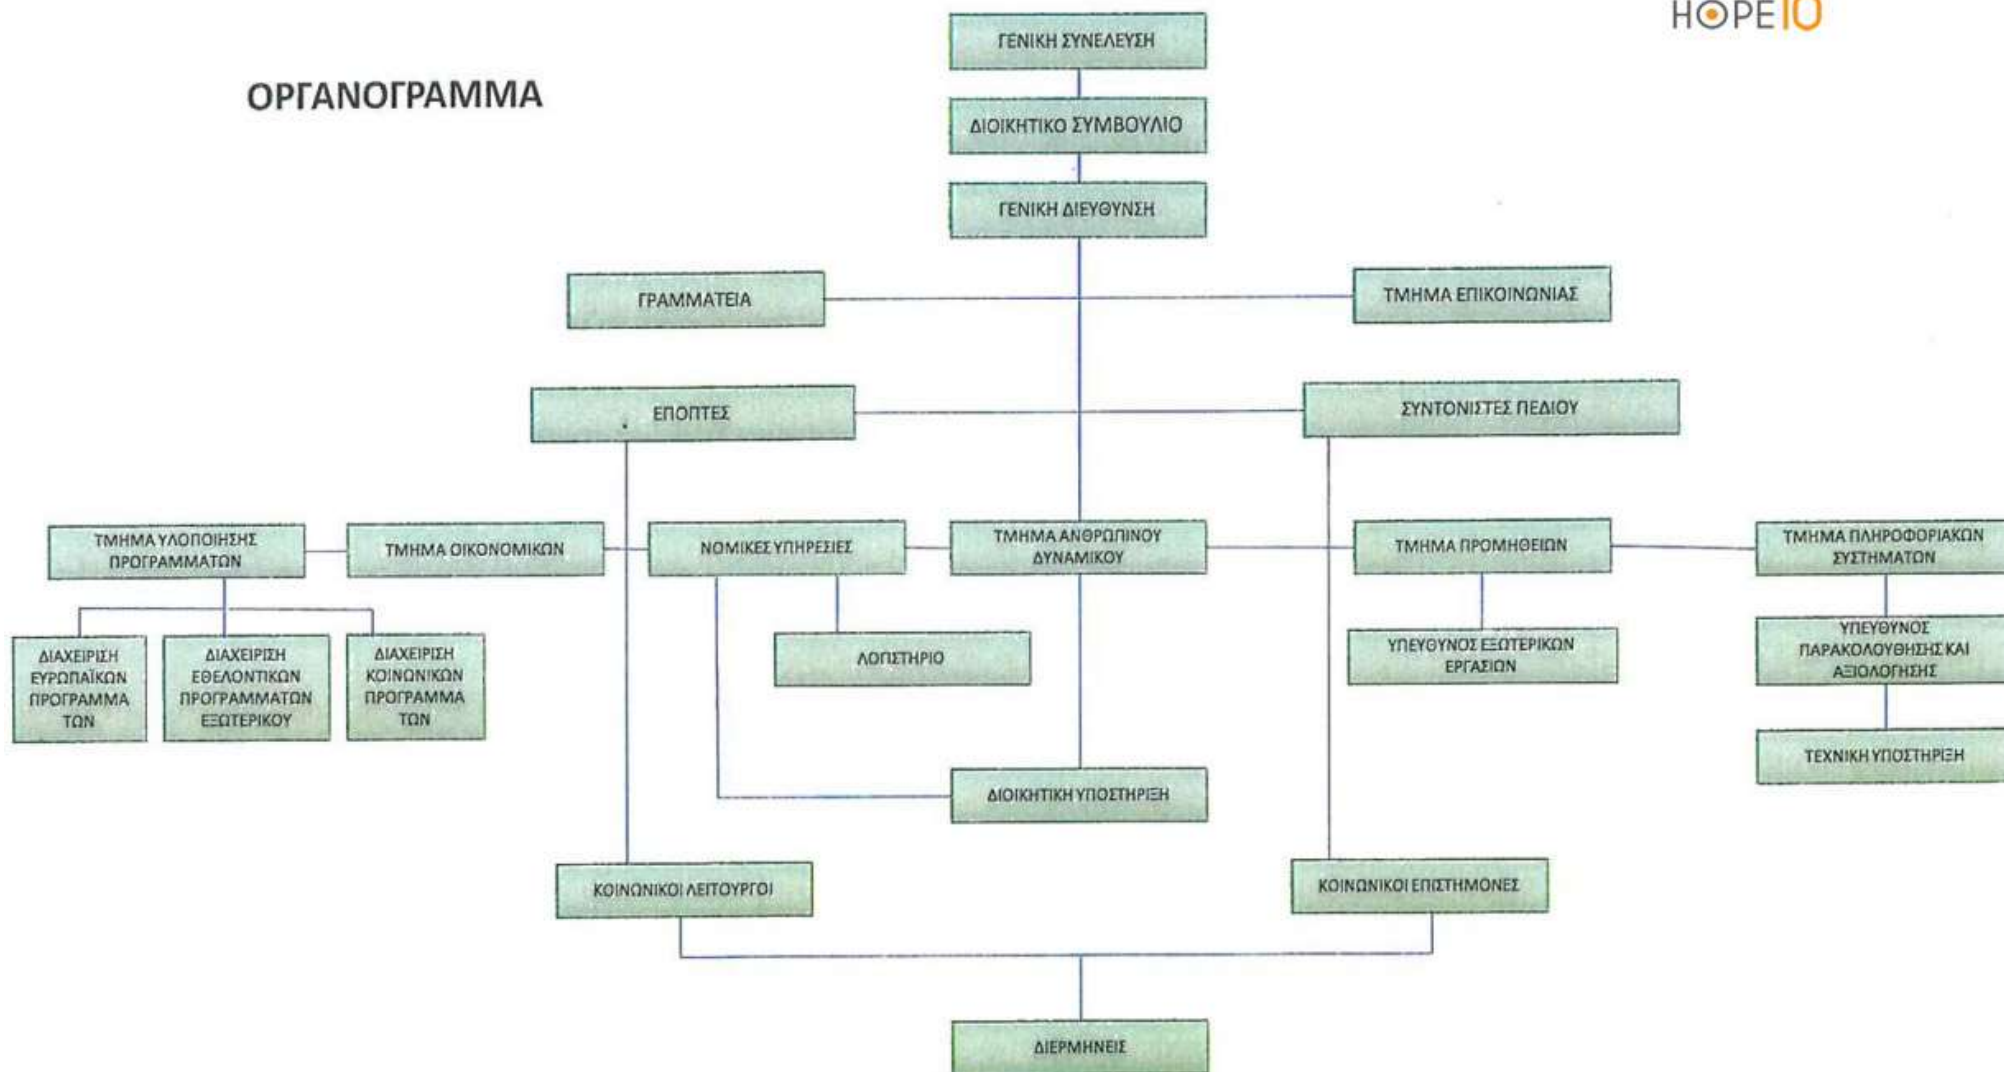 HOPE10
ΟΡΓΑΝΟΓΡΑΜΜΑ
ΓΕΝΙΚΗ ΣΥΝΕΛΕΥΣΗ
ΔΙΟΙΚΗΤΙΚΟ ΣΥΜΒΟΥΛΙΟ
ΓΕΝΙΚΗ ΔΙΕΥΘΥΝΣΗ
ΓΡΑΜΜΑΤΕΙΑ
ΤΜΗΜΑ ΕΠΙΚΟΙΝΩΝΙΑΣ
ΕΠΟΠΤΕΣ
ΣΥΝΤΟΝΙΣΤΕΣ ΠΕΔΙΟΥ
ΤΜΗΜΑ ΥΛΟΠΟΙΗΣΗΣ
ΠΡΟΓΡΑΜΜΑΤΩΝ
ΤΜΗΜΑ ΟΙΚΟΝΟΜΙΚΩΝ
ΝΟΜΙΚΕΣ ΥΠΗΡΕΣΙΕΣ
ΤΜΗΜΑ ΑΝΘΡΩΠΙΝΟΥ
ΔΥΝΑΜΙΚΟΥ
ΤΜΗΜΑ ΠΡΟΜΗΘΕΙΩΝ
ΤΜΗΜΑ ΠΛΗΡΟΦΟΡΙΑΚΩΝ
ΣΥΣΤΗΜΑΤΩΝ
ΔΙΑΧΕΙΡΙΣΗ
ΕΥΡΩΠΑΪΚΩΝ
ΠΡΟΓΡΑΜΜΑ
ΤΩΝ
ΔΙΑΧΕΙΡΙΣΗ
ΕΘΕΛΟΝΤΙΚΩΝ
ΠΡΟΓΡΑΜΜΑΤΩΝ
ΕΞΩΤΕΡΙΚΟΥ
ΔΙΑΧΕΙΡΙΣΗ
ΚΟΙΝΩΝΙΚΩΝ
ΠΡΟΓΡΑΜΜΑ
ΤΩΝ
ΛΟΓΙΣΤΗΡΙΟ
ΥΠΕΥΘΥΝΟΣ ΕΞΩΤΕΡΙΚΩΝ
ΕΡΓΑΣΙΩΝ
ΥΠΕΥΘΥΝΟΣ
ΠΑΡΑΚΟΛΟΥΘΗΣΗΣ ΚΑΙ
ΑΞΙΟΛΟΓΗΣΗΣ
ΤΕΧΝΙΚΗ ΥΠΟΣΤΗΡΙΞΗ
ΔΙΟΙΚΗΤΙΚΗ ΥΠΟΣΤΗΡΙΞΗ
ΚΟΙΝΩΝΙΚΟΙ ΛΕΙΤΟΥΡΓΟΙ
ΚΟΙΝΩΝΙΚΟΙ ΕΠΙΣΤΗΜΟΝΕΣ
ΔΙΕΡΜΗΝΕΙΣ